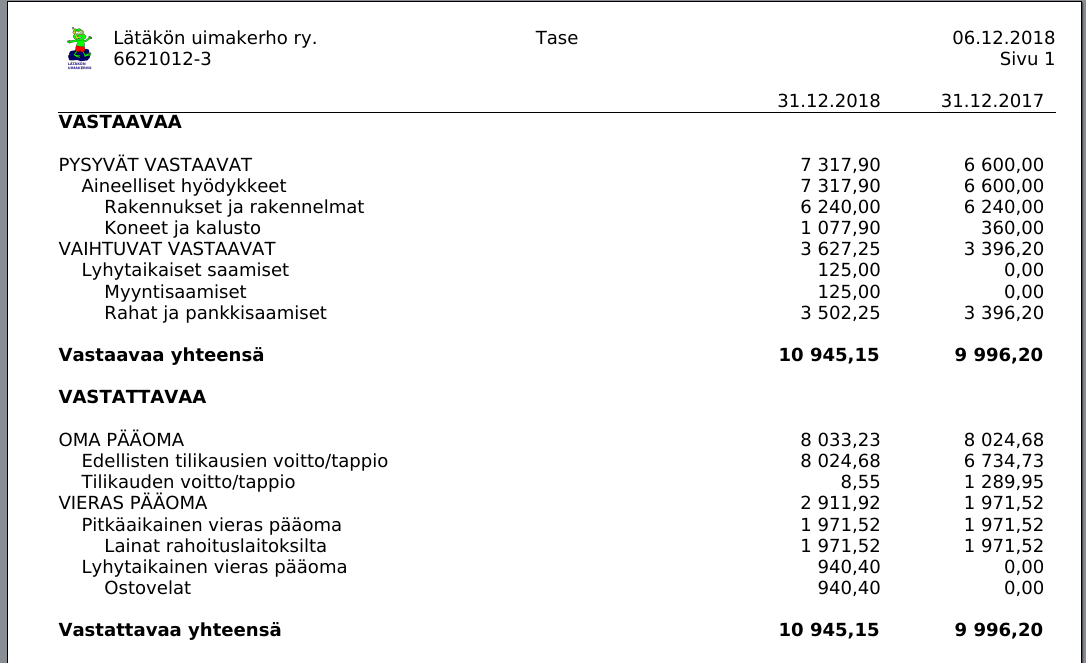 Lätäkön uimakerho ry. Tase 06.12.2018
6621012-3 Sivu 1
LÄTÄKÖN
UIMAKERHO
31.12.2018 31.12.2017
VASTAAVAA
PYSYVÄT VASTAAVAT 7 317,90 6 600,00
Aineelliset hyödykkeet 7 317,90 6 600,00
Rakennukset ja rakennelmat 6 240,00 6 240,00
Koneet ja kalusto 1 077,90 360,00
VAIHTUVAT VASTAAVAT 3 627,25 3 396,20
Lyhytaikaiset saamiset 125,00 0,00
Myyntisaamiset 125,00 0,00
Rahat ja pankkisaamiset 3 502,25 3 396,20
Vastaavaa yhteensä 10 945,15 9 996,20
VASTATTAVAA
OMA PÄÄOMA 8 033,23 8 024,68
Edellisten tilikausien voitto/tappio 8 024,68 6 734,73
Tilikauden voitto/tappio 8,55 1 289,95
VIERAS PÄÄOMA 2 911,92 1 971,52
Pitkäaikainen vieras pääoma 1 971,52 1 971,52
Lainat rahoituslaitoksilta 1 971,52 1 971,52
Lyhytaikainen vieras pääoma 940,40 0,00
Ostovelat 940,40 0,00
Vastattavaa yhteensä 10 945,15 9 996,20